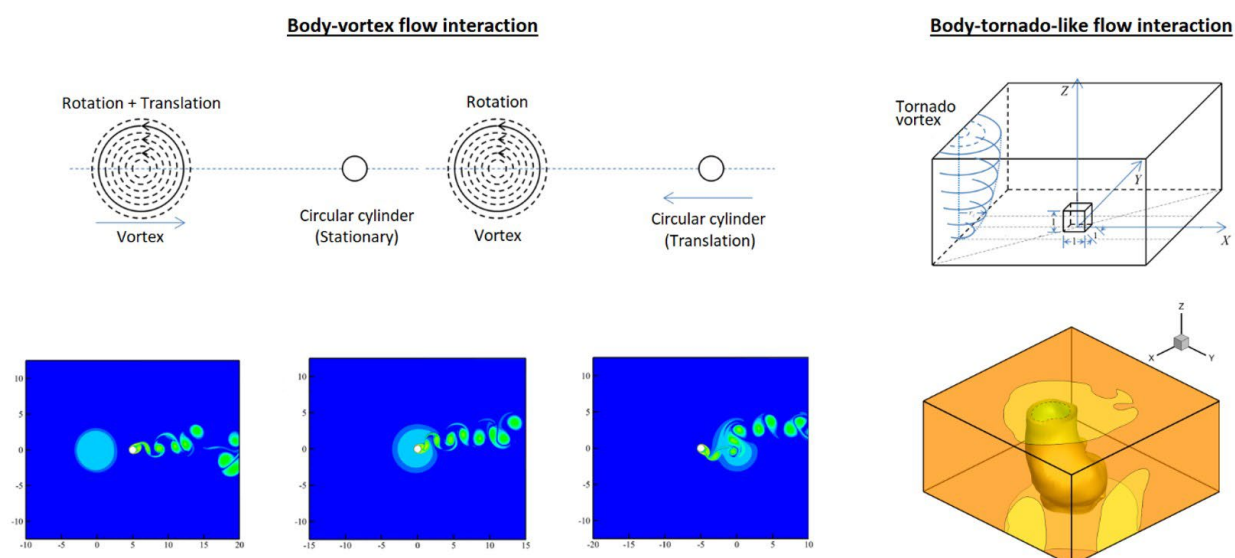 Body-vortex flow interaction
Body-tornado-like flow interaction
Rotation + Translation
Rotation
Vortex
Circular cylinder
(Stationary)
Vortex
Circular cylinder
(Translation)
Tornado
vortex
Z
Y
X
1
1
1
10
5
0
-5
-10
-10 -5 0 5 10 15 20
10
5
0
-5
-10
-15 -10 -5 0 5 10 15
10
5
0
-5
-10
-20 -15 -10 -5 0 5 10
Z
X
Y